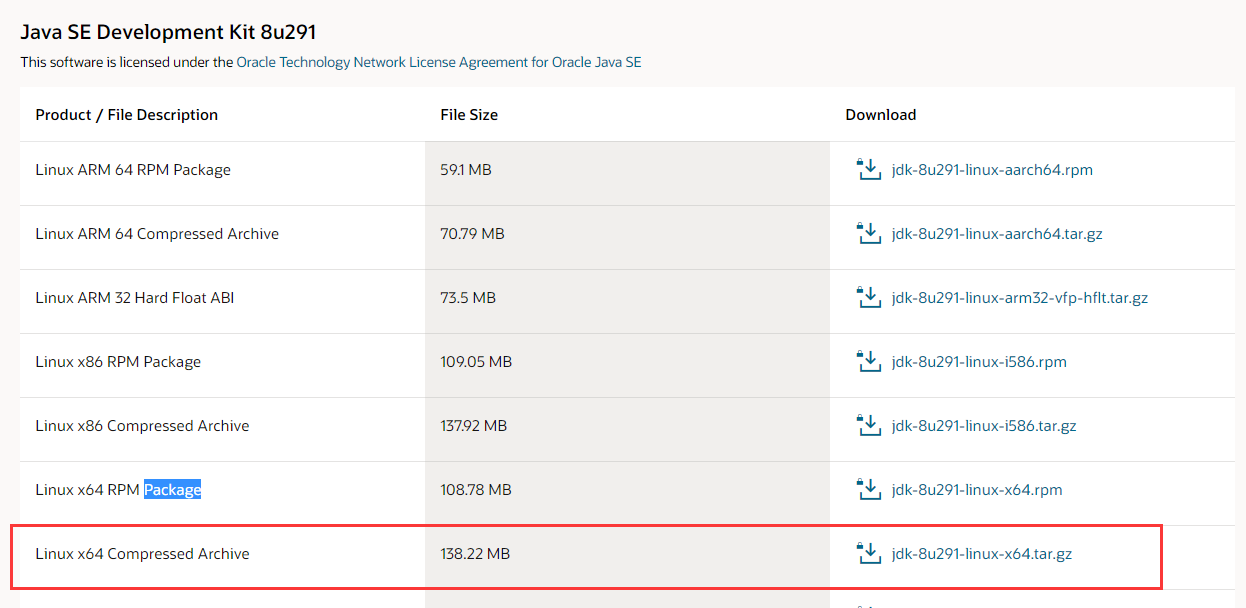 Java SE Development Kit 8u291
This software is licensed under the Oracle Technology Network License Agreement for Oracle Java SE
Product / File Description File Size Download
Linux ARM 64 RPM Package 59.1 MB jdk-8u291-linux-aarch64.rpm
Linux ARM 64 Compressed Archive 70.79 MB jdk-8u291-linux-aarch64.tar.gz
Linux ARM 32 Hard Float ABI 73.5 MB jdk-8u291-linux-arm32-vfp-hflt.tar.gz
Linux x86 RPM Package 109.05 MB jdk-8u291-linux-i586.rpm
Linux x86 Compressed Archive 137.92 MB jdk-8u291-linux-i586.tar.gz
Linux x64 RPM Package 108.78 MB jdk-8u291-linux-x64.rpm
Linux x64 Compressed Archive 138.22 MB jdk-8u291-linux-x64.tar.gz